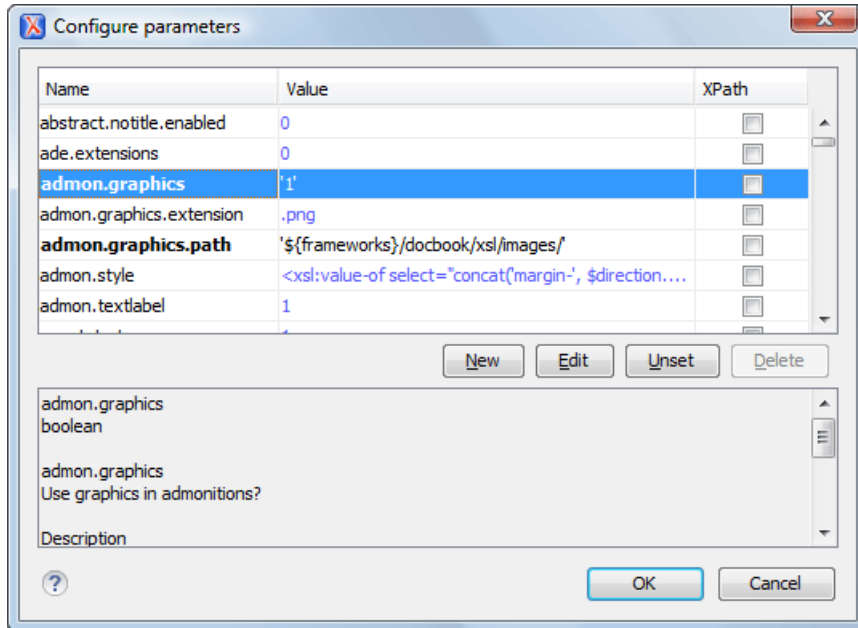 Configure parameters
Name Value XPath
abstract.notitle.enabled 0
ade.extensions 0
admon.graphics '1'
admon.graphics.extension .png
admon.graphics.path '${frameworks}/docbook/xsl/images/'
admon.style <xsl:value-of select="concat('margin-', $direction....
admon.textlabel 1
New Edit Unset Delete
admon.graphics
boolean
admon.graphics
Use graphics in admonitions?
Description
? OK Cancel